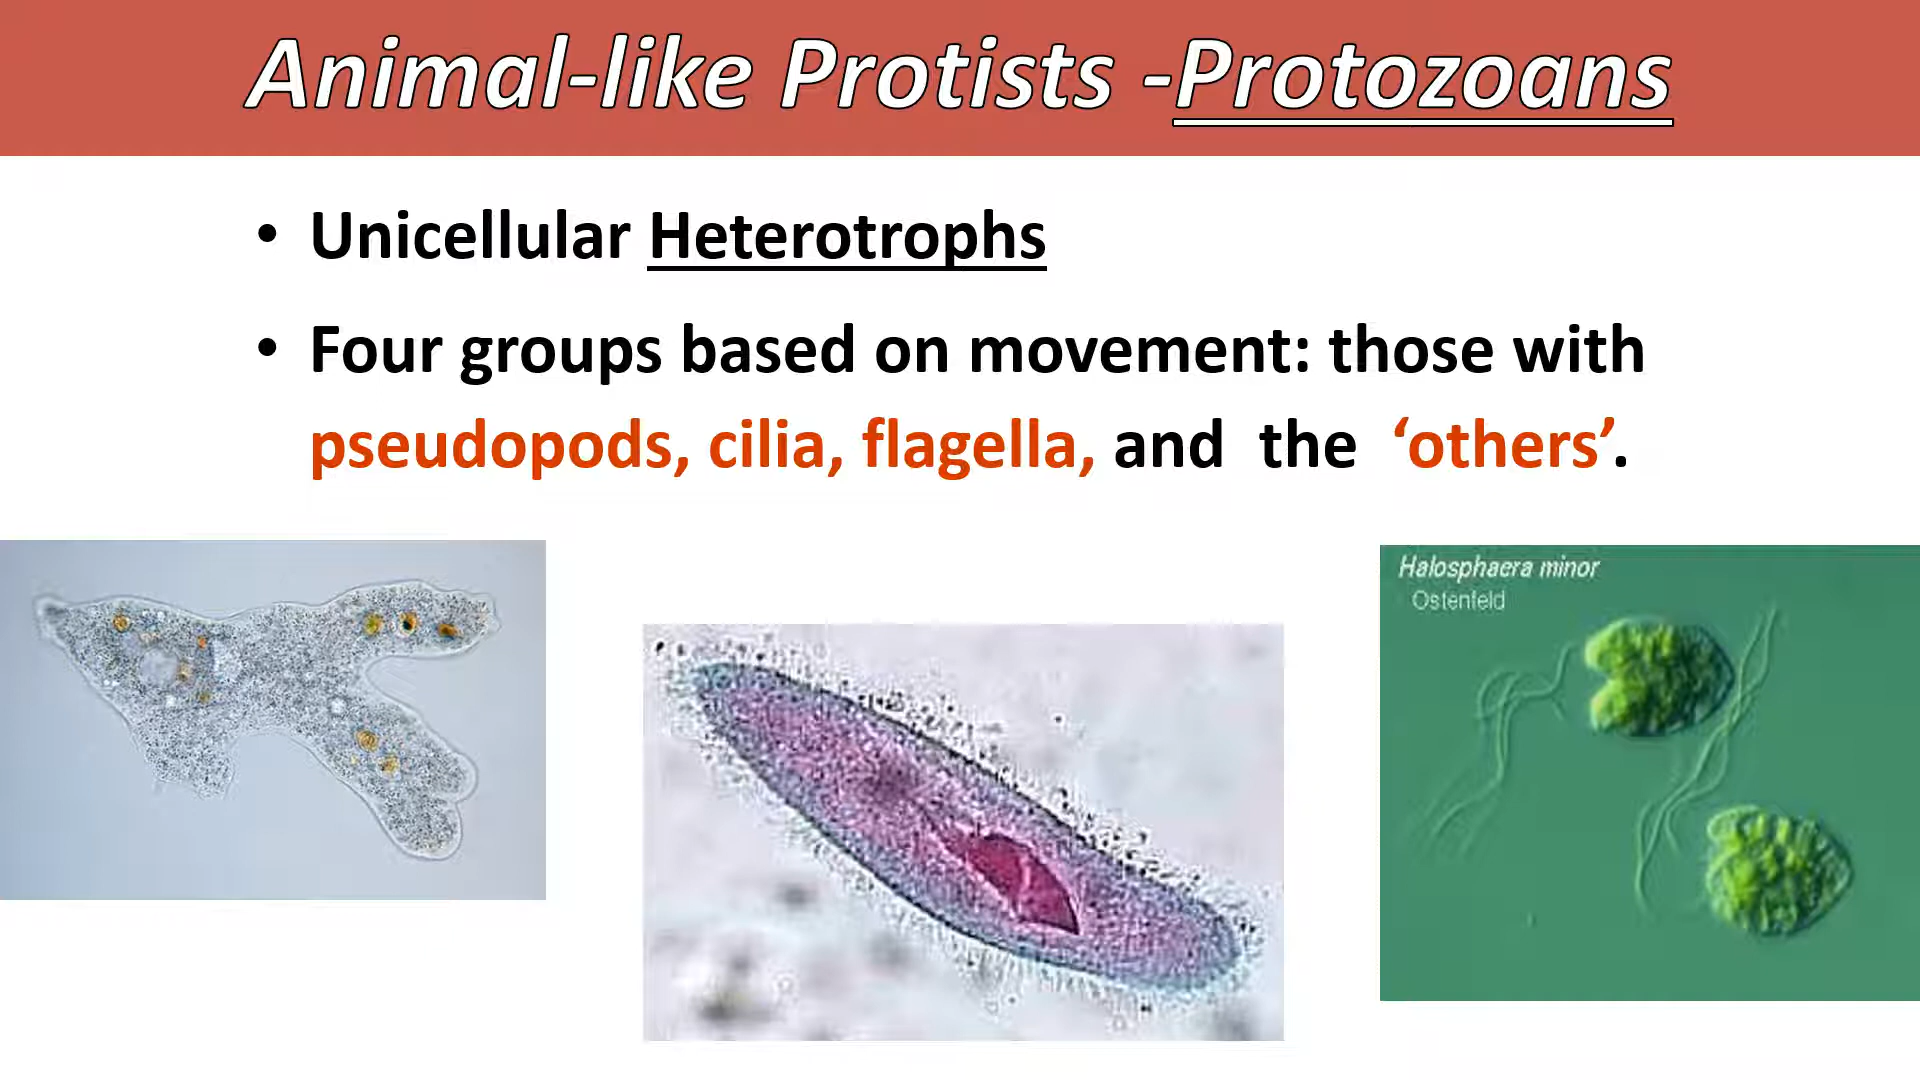 Animal-like Protists -Protozoans
• Unicellular Heterotrophs
• Four groups based on movement: those with
pseudopods, cilia, flagella, and the ‘others’.
Halosphaera minor
Ostenfeld